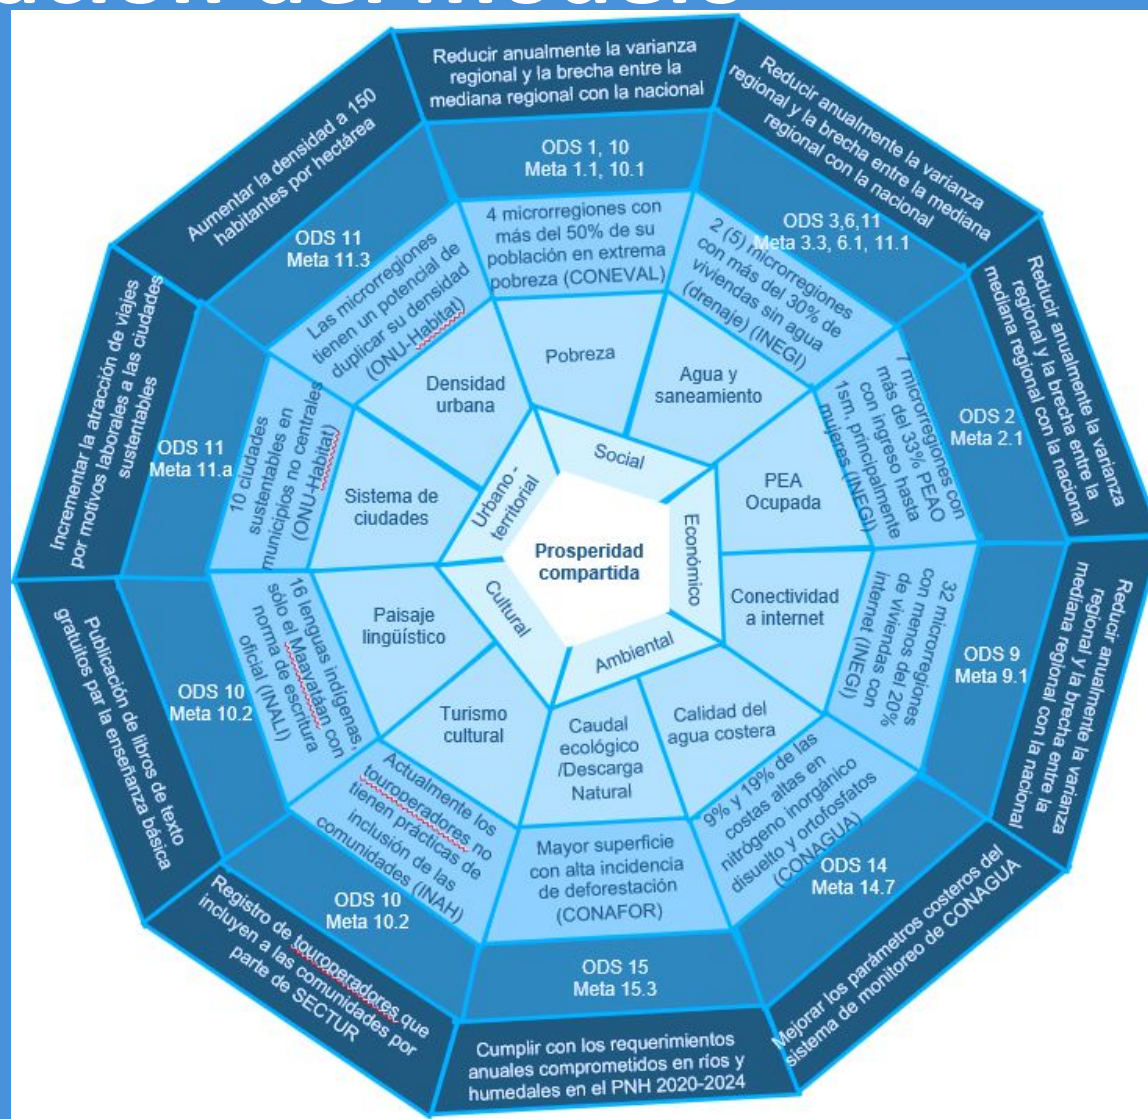 ación del modelo
Reducir anualmente la varianza
regional y la brecha entre la
mediana regional con la nacional
ODS 1, 10
Meta 1.1, 10.1
4 microrregiones con
más del 50% de su
población en extrema
pobreza (CONEVAL)
Pobreza
Reducir anualmente la varianza
regional y la brecha entre la mediana
regional con la nacional
ODS 3,6,11
Meta 3.3, 6.1, 11.1
2 (5) microrregiones
con más del 30% de
viviendas sin agua
(drenaje) (INEGI)
Agua y
saneamiento
Social
Reducir anualmente la varianza
regional y la brecha entre la
mediana regional con la nacional
ODS 2
Meta 2.1
7 microrregiones con
más del 33% PEAO
con ingreso hasta
1sm. principalmente
mujeres (INEGI)
PEA
Ocupada
Reducir anualmente la varianza
regional y la brecha entre la
mediana regional con la nacional
ODS 9
Meta 9.1
32 microrregiones
con menos del 20%
de viviendas con
internet (INEGI)
Conectividad
a internet
Económico
Mejorar los parámetros costeros del
sistema de monitoreo de CONAGUA
ODS 14
Meta 14.7
9% y 19% de las
costas altas en
nitrógeno inorgánico
disuelto y ortofosfatos
(CONAGUA)
Calidad del
agua costera
Cumplir con los requerimientos
anuales comprometidos en ríos y
humedales en el PNH 2020-2024
ODS 15
Meta 15.3
Mayor superficie
con alta incidencia
de deforestación
(CONAFOR)
Caudal
ecológico
/Descarga
Natural
Ambiental
Registro de touroperadores que
incluyen a las comunidades por
parte de SECTUR
ODS 10
Meta 10.2
Actualmente los
touroperadores no
tienen prácticas de
inclusión de las
comunidades (INAH)
Turismo
cultural
Publicación de libros de texto
gratuitos par la enseñanza básica
ODS 10
Meta 10.2
16 lenguas indígenas,
sólo el Maayat'áan con
norma de escritura
oficial (INALI)
Paisaje
lingüístico
Cultural
Incrementar la atracción de viajes
por motivos laborales a las ciudades
sustentables
ODS 11
Meta 11.a
10 ciudades
sustentables en
municipios no centrales
(ONU-Habitat)
Sistema de
ciudades
Aumentar la densidad a 150
habitantes por hectárea
ODS 11
Meta 11.3
Las microrregiones
tienen un potencial de
duplicar su densidad
(ONU-Habitat)
Densidad
urbana
Urbano -
territorial
Prosperidad
compartida